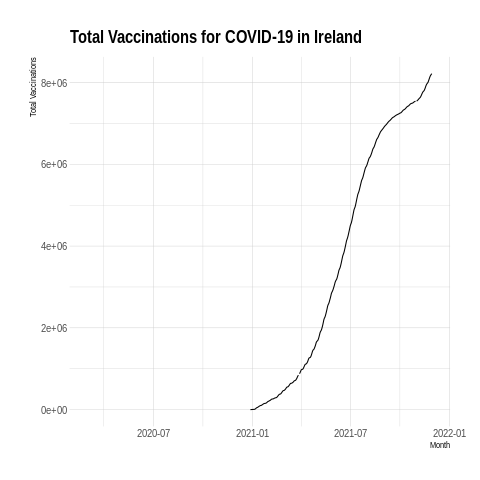 Total Vaccinations for COVID-19 in Ireland
Total Vaccinations
8e+06
6e+06
4e+06
2e+06
0e+00
2020-07 2021-01 2021-07 2022-01
Month